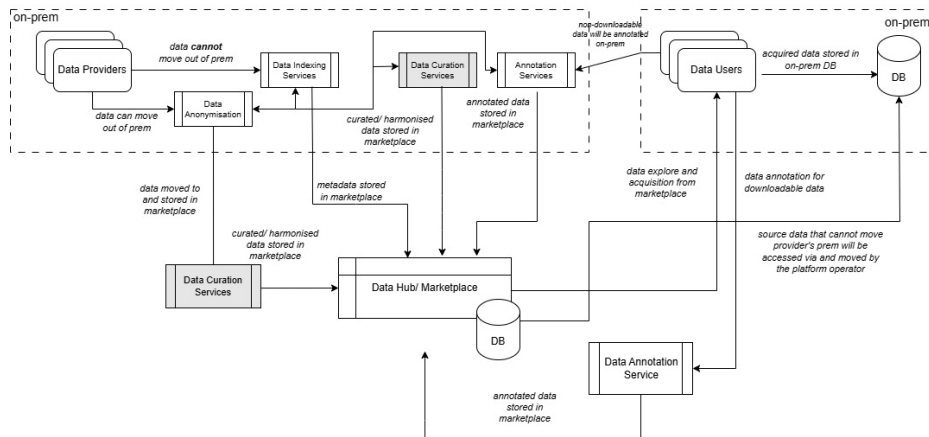 on-prem
on-prem
Data Providers
data cannot
move out of prem
Data Indexing
Services
Data Curation
Services
Annotation
Services
non-downloadable
data will be annotated
on-prem
Data Users
acquired data stored in
on-prem DB
DB
data can move
out of prem
Data
Anonymisation
curated/ harmonised
data stored in
marketplace
annotated data
stored in
marketplace
data moved to
and stored in
marketplace
metadata stored
in marketplace
data explore and
acquisition from
marketplace
data annotation for
downloadable data
curated/ harmonised
data stored in
marketplace
source data that cannot move
provider's prem will be
accessed via and moved by
the platform operator
Data Curation
Services
Data Hub/ Marketplace
DB
Data Annotation
Service
annotated data
stored in
marketplace